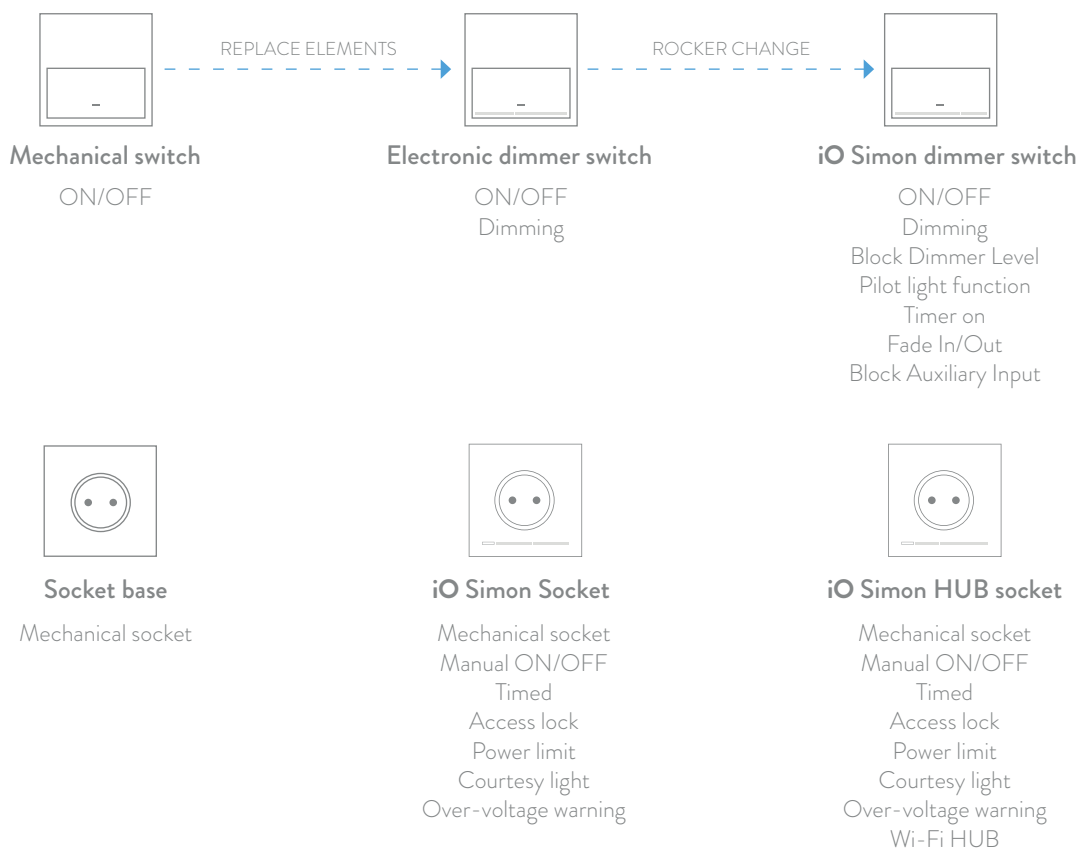 REPLACE ELEMENTS
ROCKER CHANGE
Mechanical switch
ON/OFF
Electronic dimmer switch
ON/OFF
Dimming
iO Simon dimmer switch
ON/OFF
Dimming
Block Dimmer Level
Pilot light function
Timer on
Fade In/Out
Block Auxiliary Input
Socket base
Mechanical socket
iO Simon Socket
Mechanical socket
Manual ON/OFF
Timed
Access lock
Power limit
Courtesy light
Over-voltage warning
iO Simon HUB socket
Mechanical socket
Manual ON/OFF
Timed
Access lock
Power limit
Courtesy light
Over-voltage warning
Wi-Fi HUB